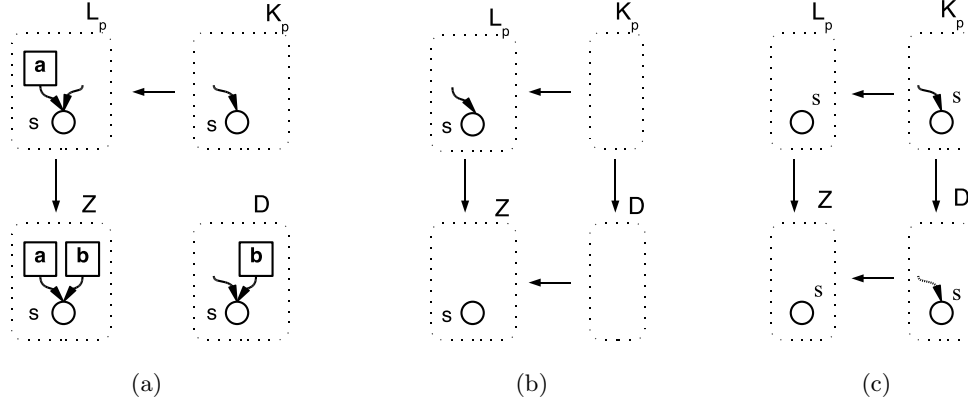 L_p K_p L_p K_p L_p K_p
a
s s s s s
Z D Z D Z D
a b b
s s s s s
(a) (b) (c)